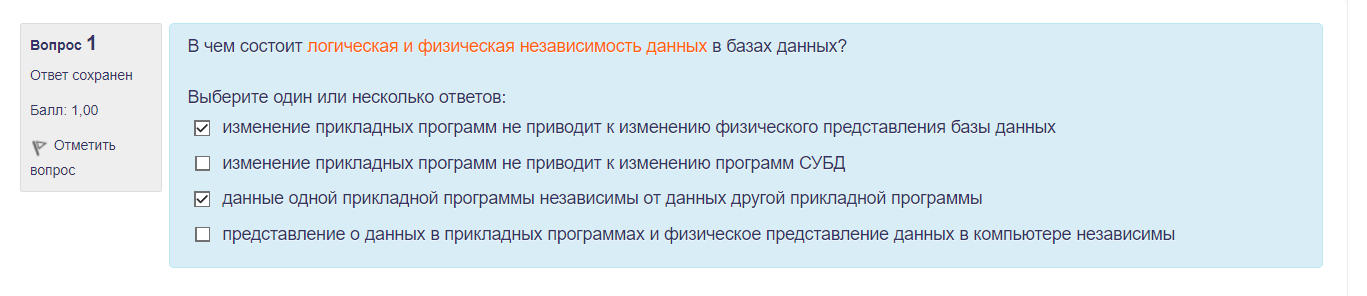 Вопрос 1
Ответ сохранен
Балл: 1,00
Отметить
вопрос
В чем состоит логическая и физическая независимость данных в базах данных?
Выберите один или несколько ответов:
изменение прикладных программ не приводит к изменению физического представления базы данных
изменение прикладных программ не приводит к изменению программ СУБД
данные одной прикладной программы независимы от данных другой прикладной программы
представление о данных в прикладных программах и физическое представление данных в компьютере независимы